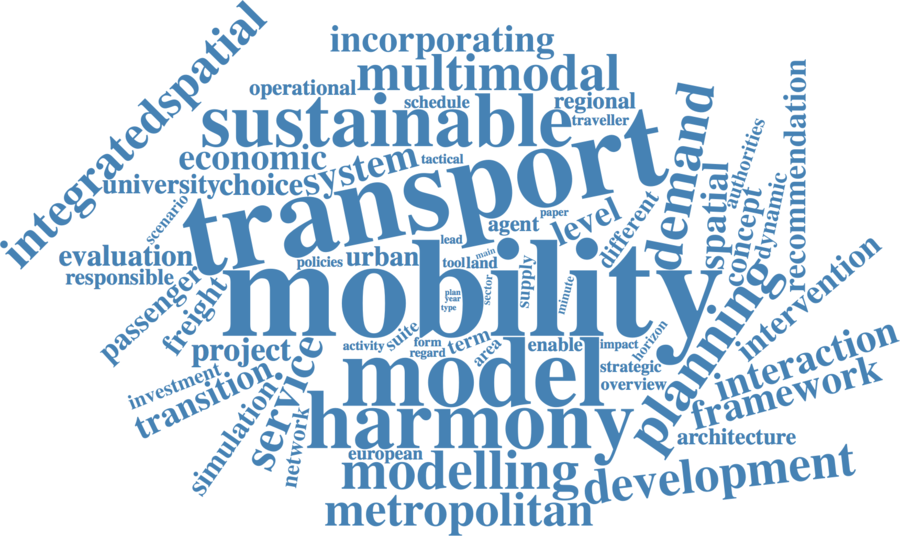 incorporating
multimodal
operational
schedule
regional
traveller
sustainable
integratedspatial
economic
system
tactical
universitychoice
transport
demand
recommendation
authorities
spatial
concept
dynamic
scenario
agent
paper
level
different
evaluation
responsible
policies
urban
lead
main
tool
land
sector
supply
minute
mobility
plan
year
type
passenger
freight
planning
intervention
project
activity
suite
form
regard
term
area
enable
impact
horizon
strategic
overview
interaction
framework
investment
transition
service
model
simulation
network
harmony
architecture
european
modelling
development
metropolitan